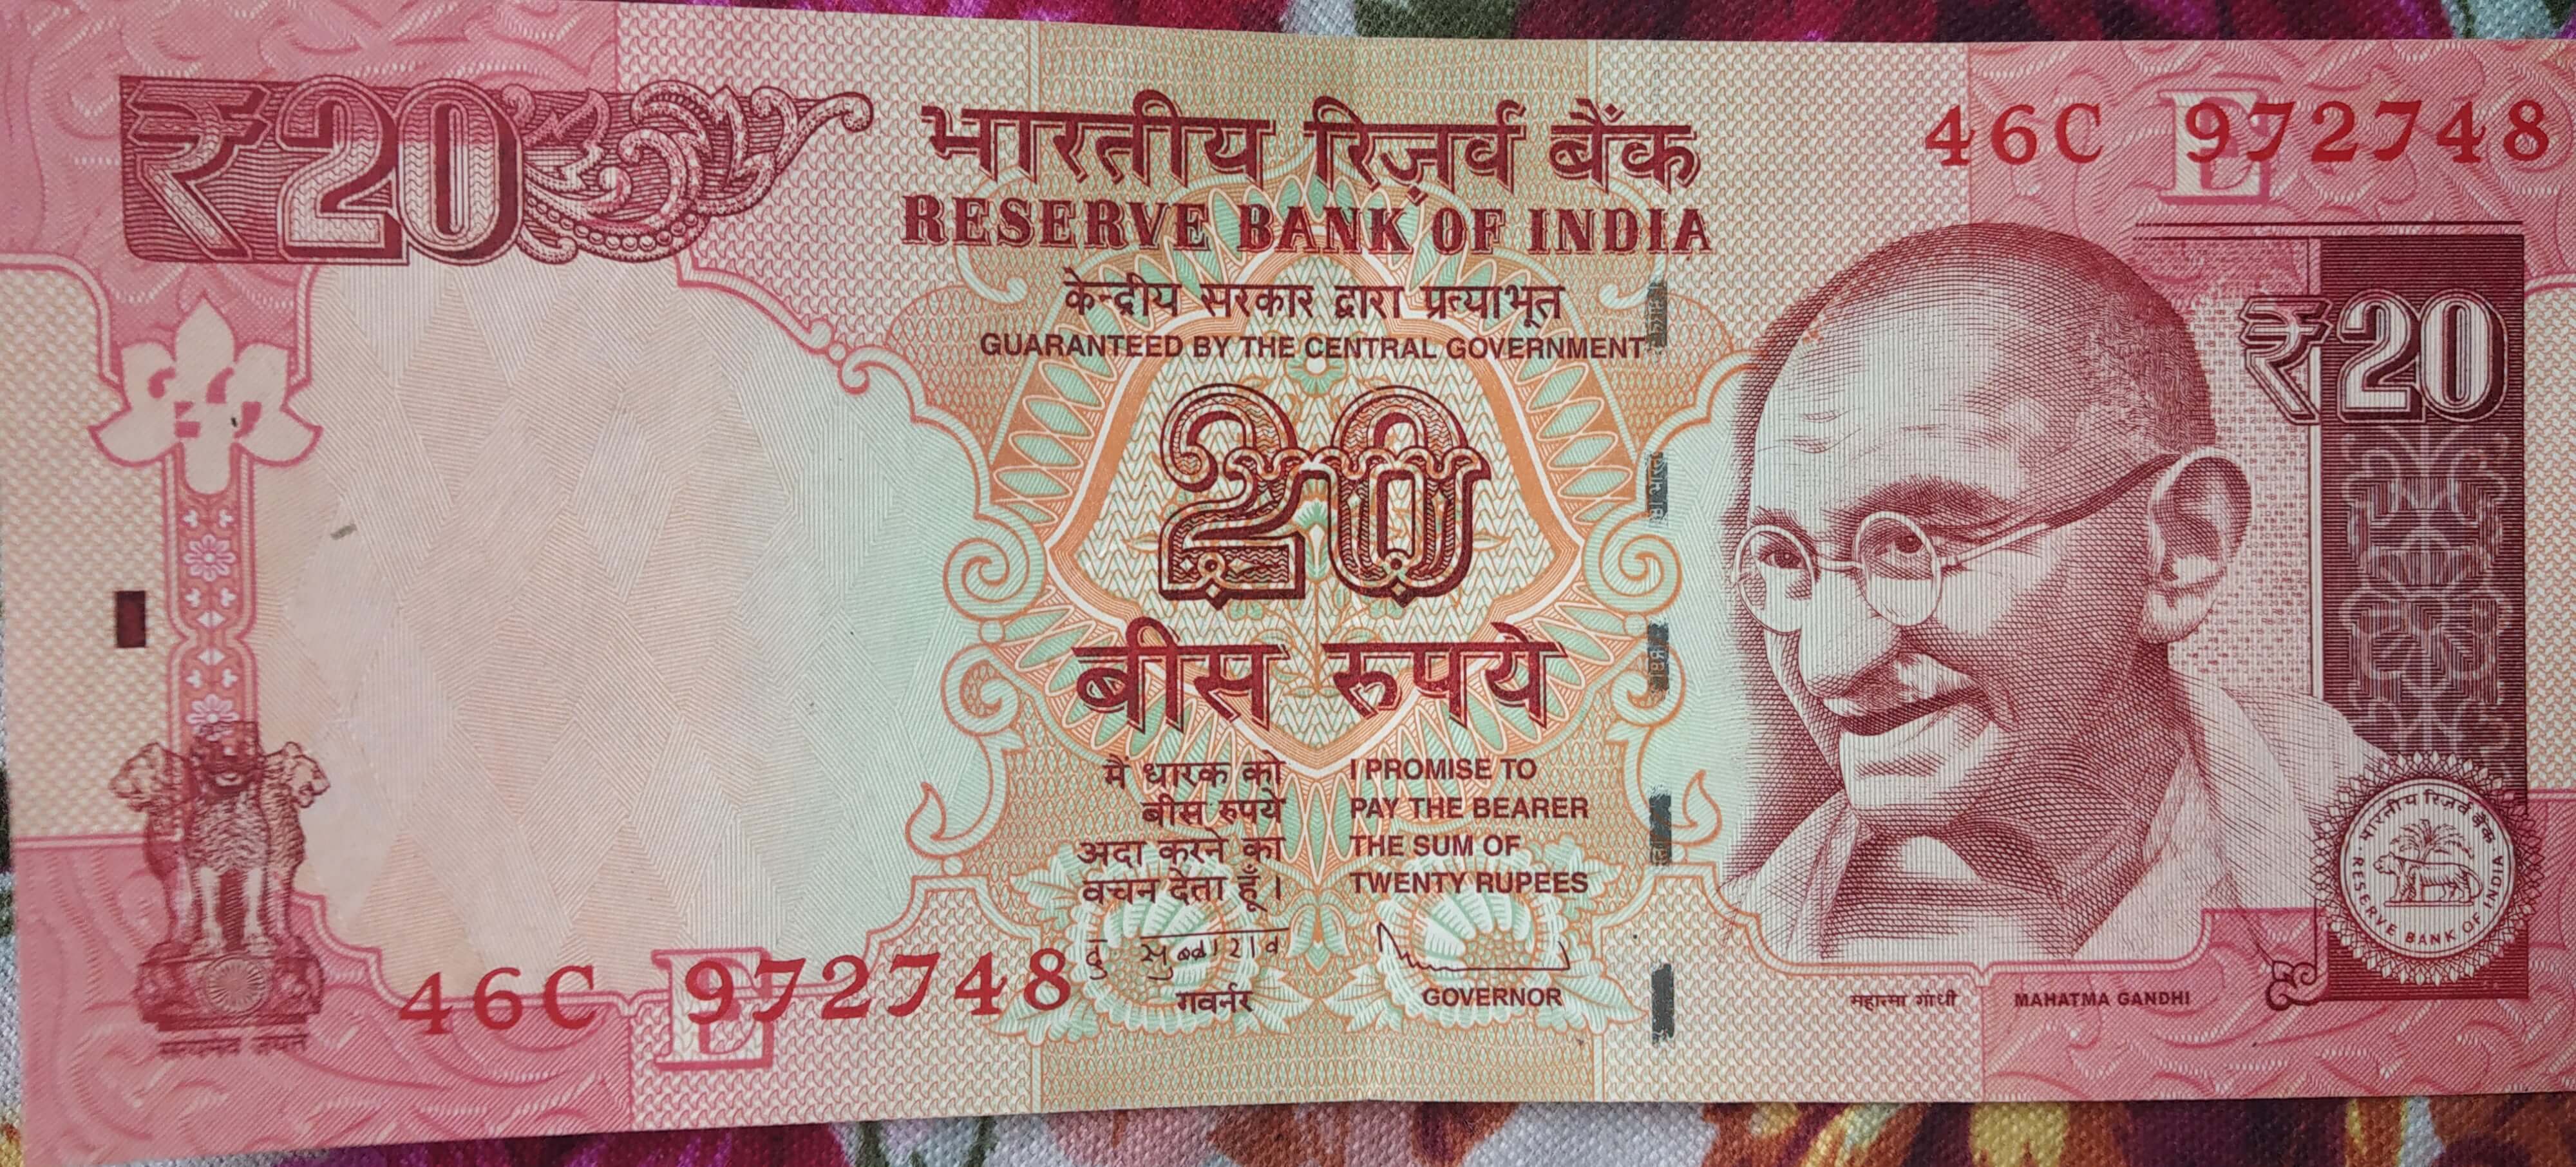 ₹20
भारतीय रिज़र्व बैंक
RESERVE BANK OF INDIA
46C 972748
केन्द्रीय सरकार द्वारा प्रत्याभूत
GUARANTEED BY THE CENTRAL GOVERNMENT
₹20
20
बीस रुपये
मैं धारक को
बीस रुपये
अदा करने का
वचन देता हूँ।
I PROMISE TO
PAY THE BEARER
THE SUM OF
TWENTY RUPEES
गवर्नर
GOVERNOR
46C 972748
E
E
महात्मा गांधी
MAHATMA GANDHI
भारतीय रिज़र्व बैंक
RESERVE BANK OF INDIA
सत्यमेव जयते